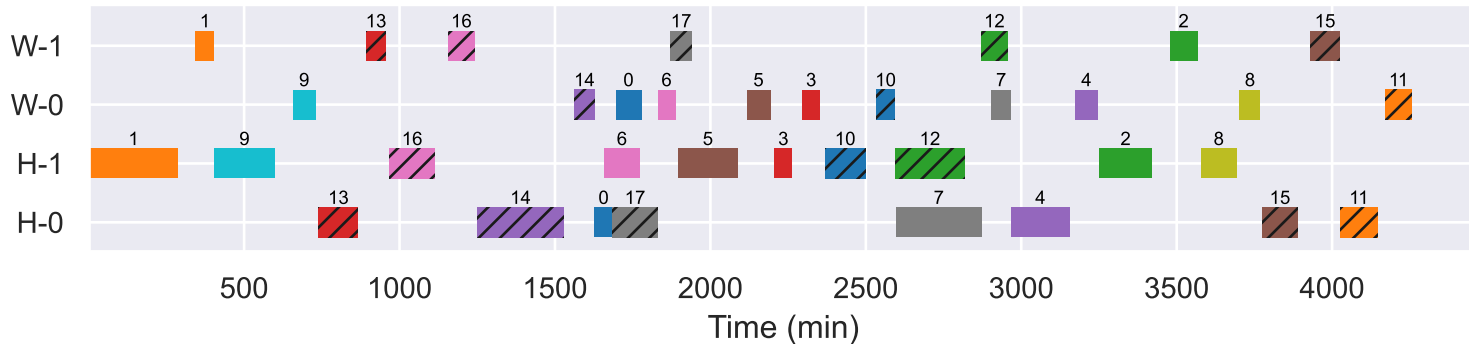 1 13 16 17 12 2 15
W-1
9 14 0 6 5 3 10 7 4 8 11
W-0
1 9 16 6 5 3 10 12 2 8
H-1
13 14 0 17 7 4 15 11
H-0
500 1000 1500 2000 2500 3000 3500 4000
Time (min)